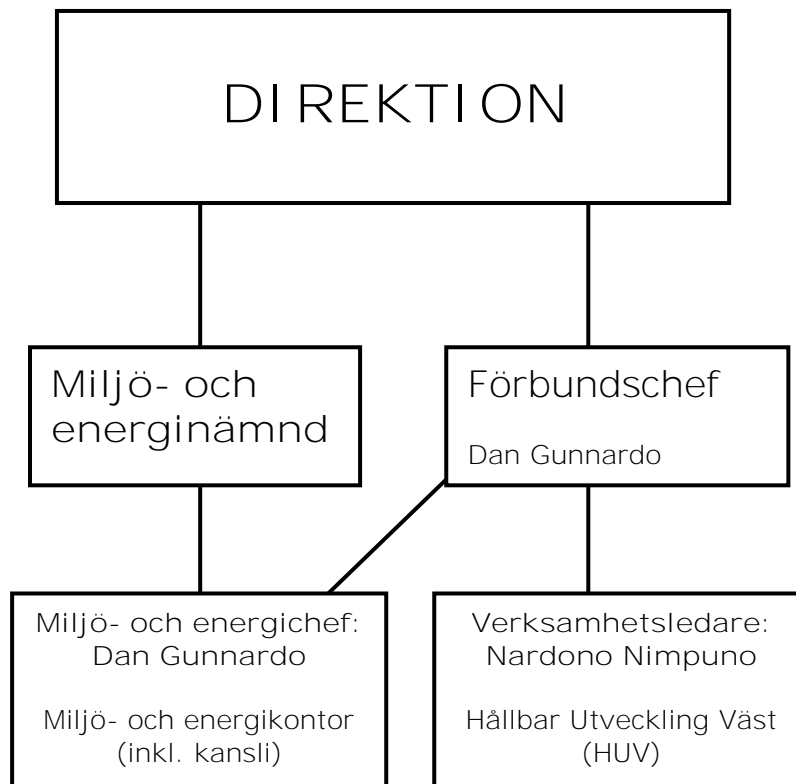 DIREKTION
Miljö- och
energinämnd
Förbundschef
Dan Gunnardo
Miljö- och energichef:
Dan Gunnardo
Miljö- och energikontor
(inkl. kansli)
Verksamhetsledare:
Nardono Nimpuno
Hållbar Utveckling Väst
(HUV)